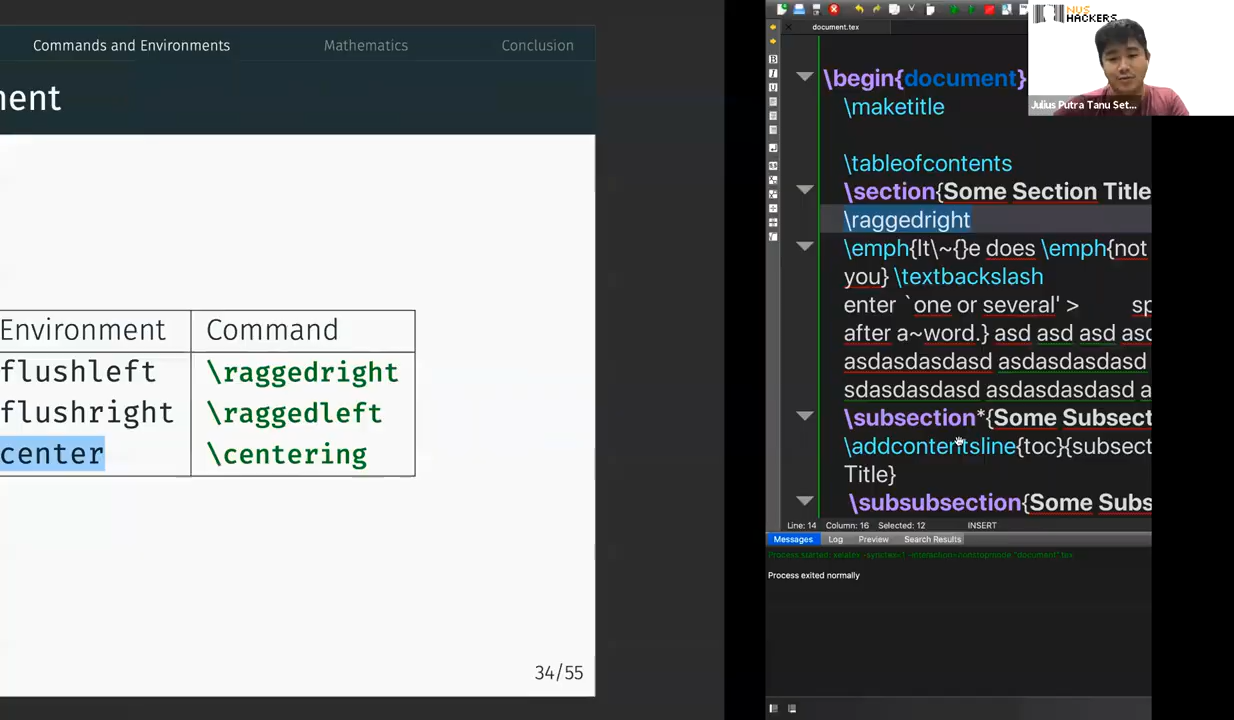 Commands and Environments
Mathematics
Conclusion
nent
Environment
Command
flushleft
\raggedright
flushright
\raggedleft
center
\centering
34/55
document.tex
\begin{document}
\maketitle
\tableofcontents
\section{Some Section Title
\raggedright
\emph{It\~{}e does \emph{not
you} \textbackslash
enter `one or several' > sp
after a~word.} asd asd asd asc
asdasdasdasd asdasdasdasd
sdasdasdasd asdasdasdasd a
\subsection*{Some Subsect
\addcontentsline{toc}{subsect
Title}
\subsubsection{Some Subs
Line: 14 Column: 16 Selected: 12 INSERT
Messages Log Preview Search Results
Process exited normally
NUS
HACKERS
Julius Putra Tanu Set...